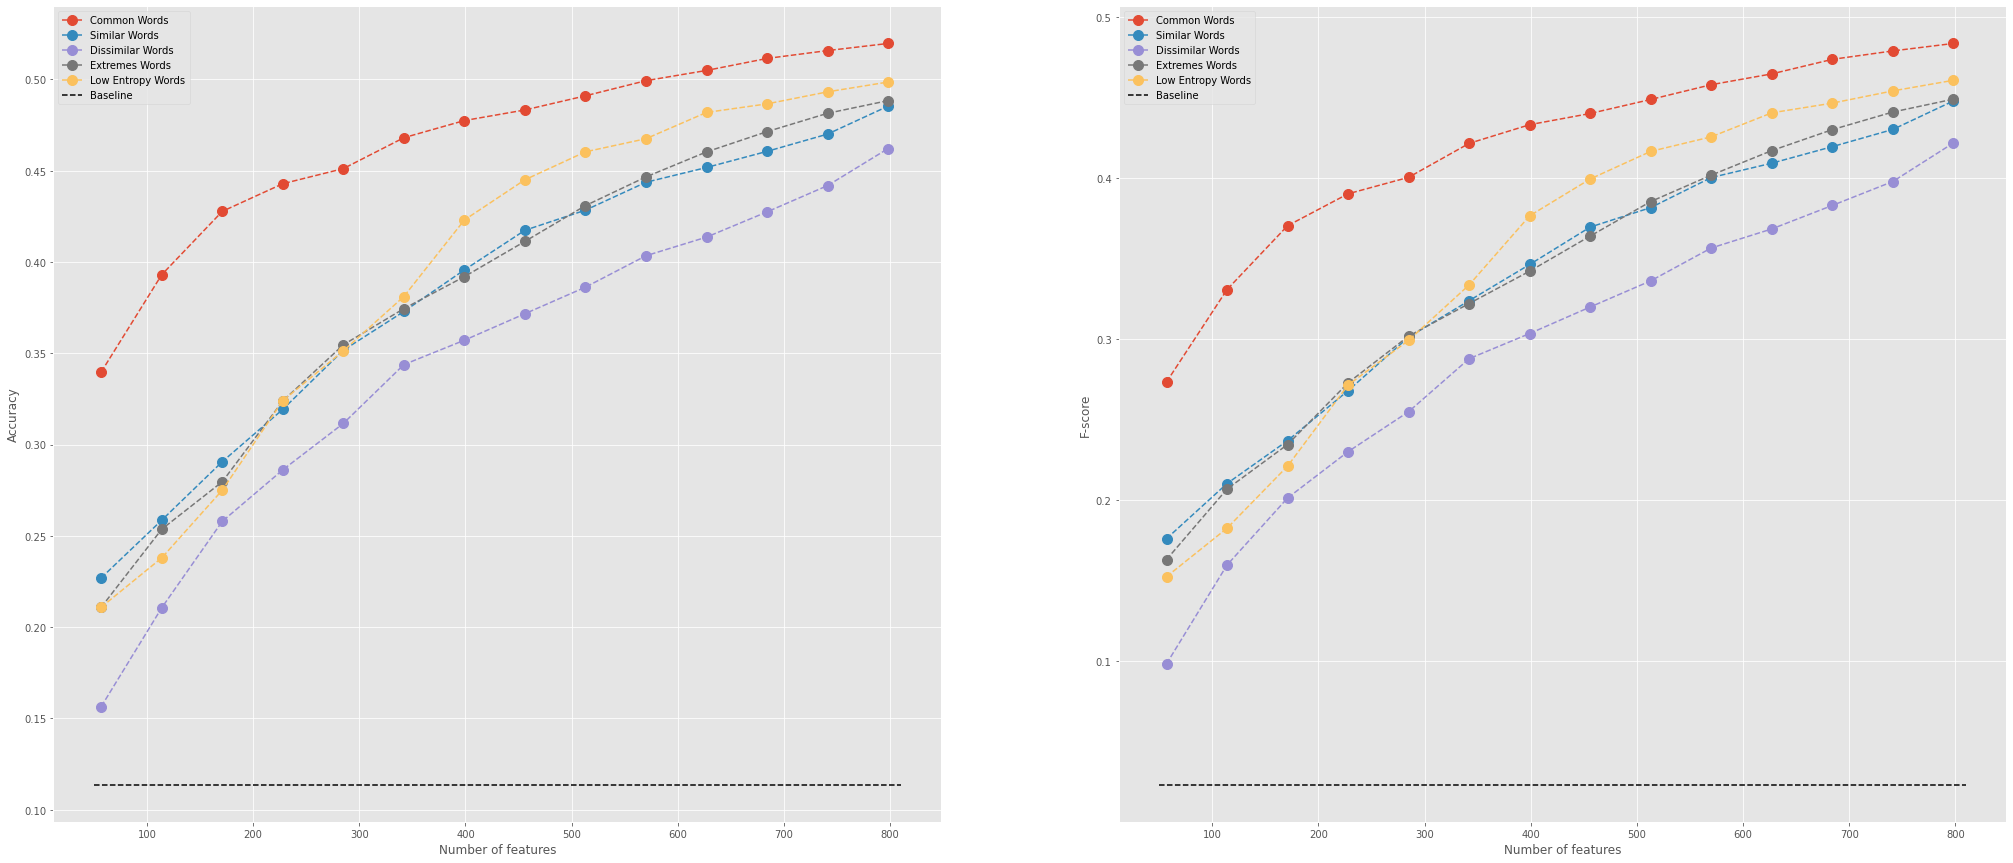 Common Words
Similar Words
Dissimilar Words
Extremes Words
Low Entropy Words
Baseline
0.50
0.45
0.40
0.35
0.30
0.25
0.20
0.15
0.10
Accuracy
100 200 300 400 500 600 700 800
Number of features
Common Words
Similar Words
Dissimilar Words
Extremes Words
Low Entropy Words
Baseline
0.5
0.4
0.3
0.2
0.1
F-score
100 200 300 400 500 600 700 800
Number of features